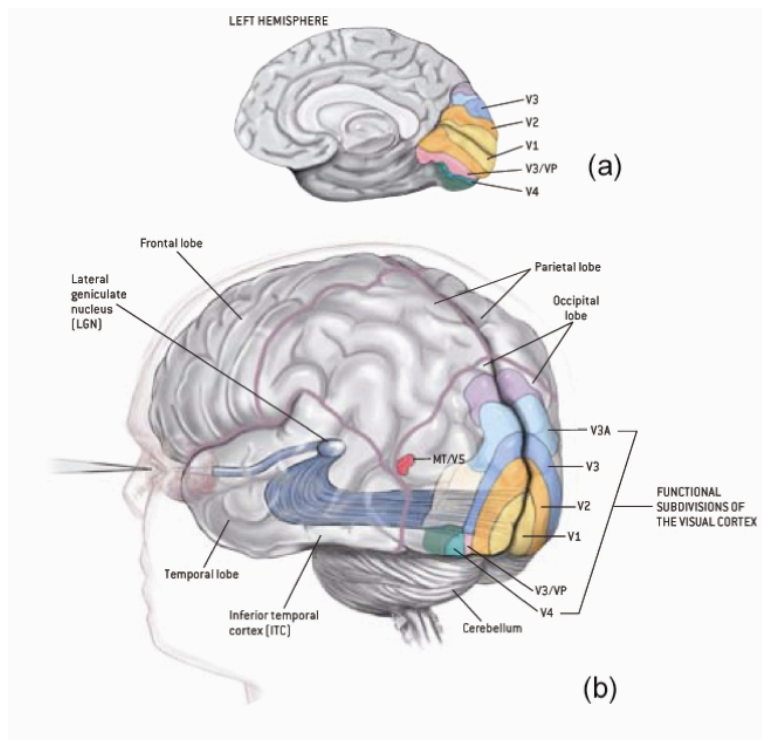 LEFT HEMISPHERE
V3
V2
V1
V3/VP
V4
(a)
Frontal lobe
Lateral
geniculate
nucleus
(LGN)
Parietal lobe
Occipital
lobe
V3A
MT/V5
V3
V2
FUNCTIONAL
SUBDIVISIONS OF
THE VISUAL CORTEX
V1
Temporal lobe
V3/VP
V4
Inferior temporal
cortex (ITC)
Cerebellum
(b)